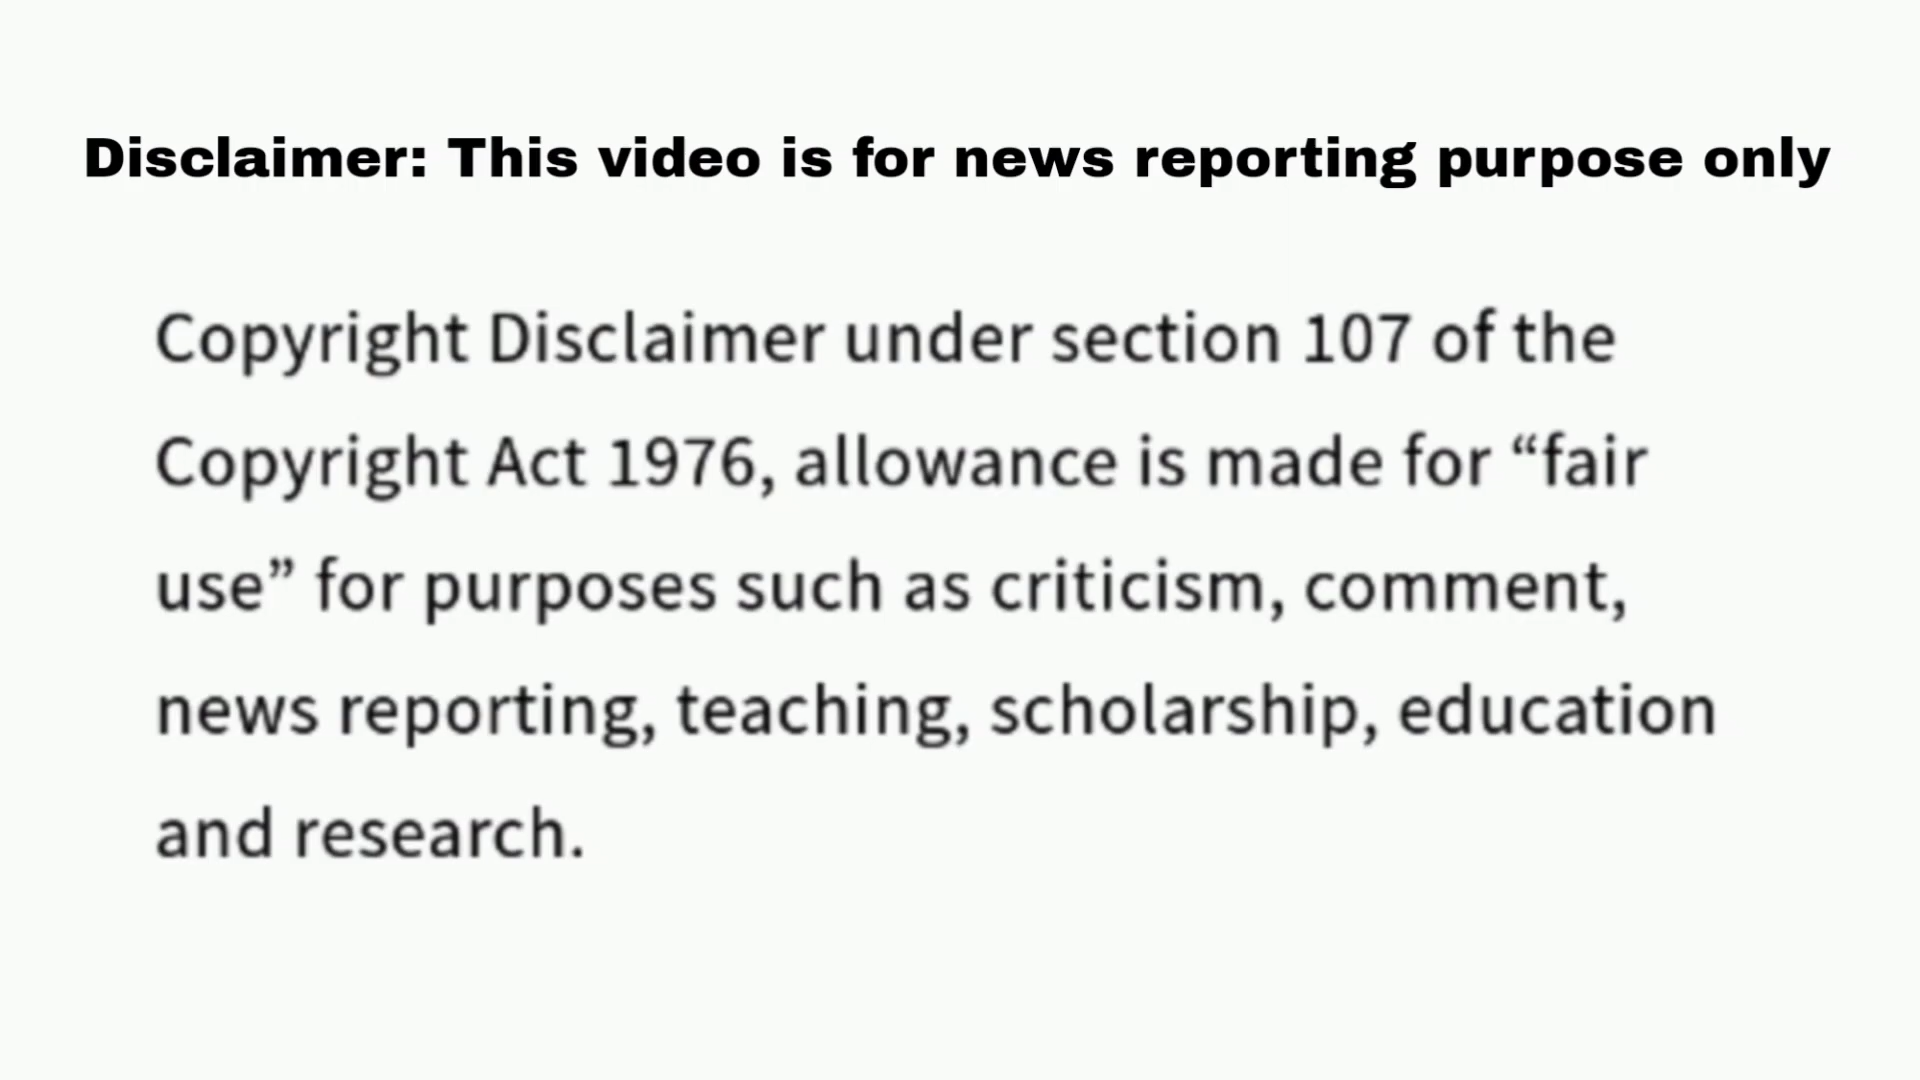 Disclaimer: This video is for news reporting purpose only
Copyright Disclaimer under section 107 of the
Copyright Act 1976, allowance is made for “fair
use” for purposes such as criticism, comment,
news reporting, teaching, scholarship, education
and research.